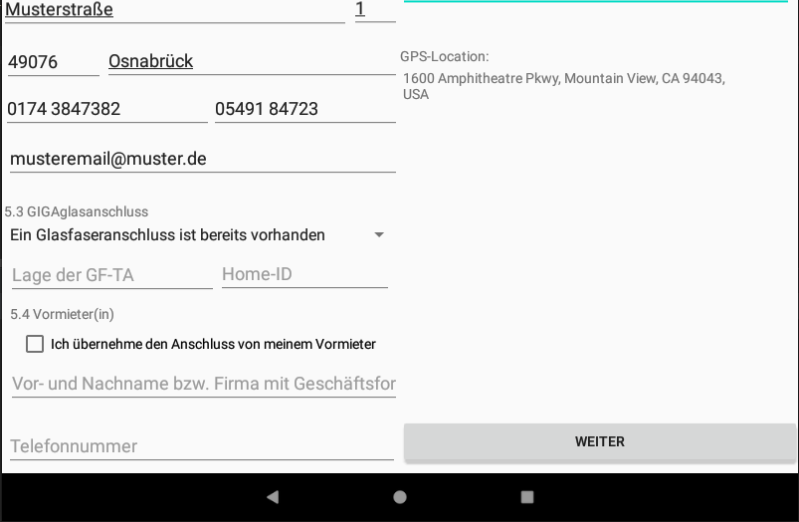 Musterstraße 1
49076 Osnabrück
0174 3847382 05491 84723
musteremail@muster.de
5.3 GIGAglasanschluss
Ein Glasfaseranschluss ist bereits vorhanden
Lage der GF-TA Home-ID
5.4 Vormieter(in)
Ich übernehme den Anschluss von meinem Vormieter
Vor- und Nachname bzw. Firma mit Geschäftsfor
Telefonnummer
GPS-Location:
1600 Amphitheatre Pkwy, Mountain View, CA 94043,
USA
WEITER